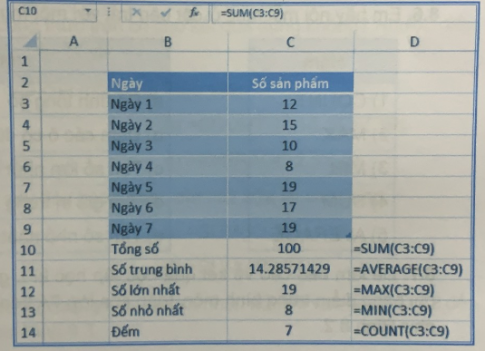 C10 fx =SUM(C3:C9)
A B C D
1
2 Ngày Số sản phẩm
3 Ngày 1 12
4 Ngày 2 15
5 Ngày 3 10
6 Ngày 4 8
7 Ngày 5 19
8 Ngày 6 17
9 Ngày 7 19
10 Tổng số 100 =SUM(C3:C9)
11 Số trung bình 14.28571429 =AVERAGE(C3:C9)
12 Số lớn nhất 19 =MAX(C3:C9)
13 Số nhỏ nhất 8 =MIN(C3:C9)
14 Đếm 7 =COUNT(C3:C9)